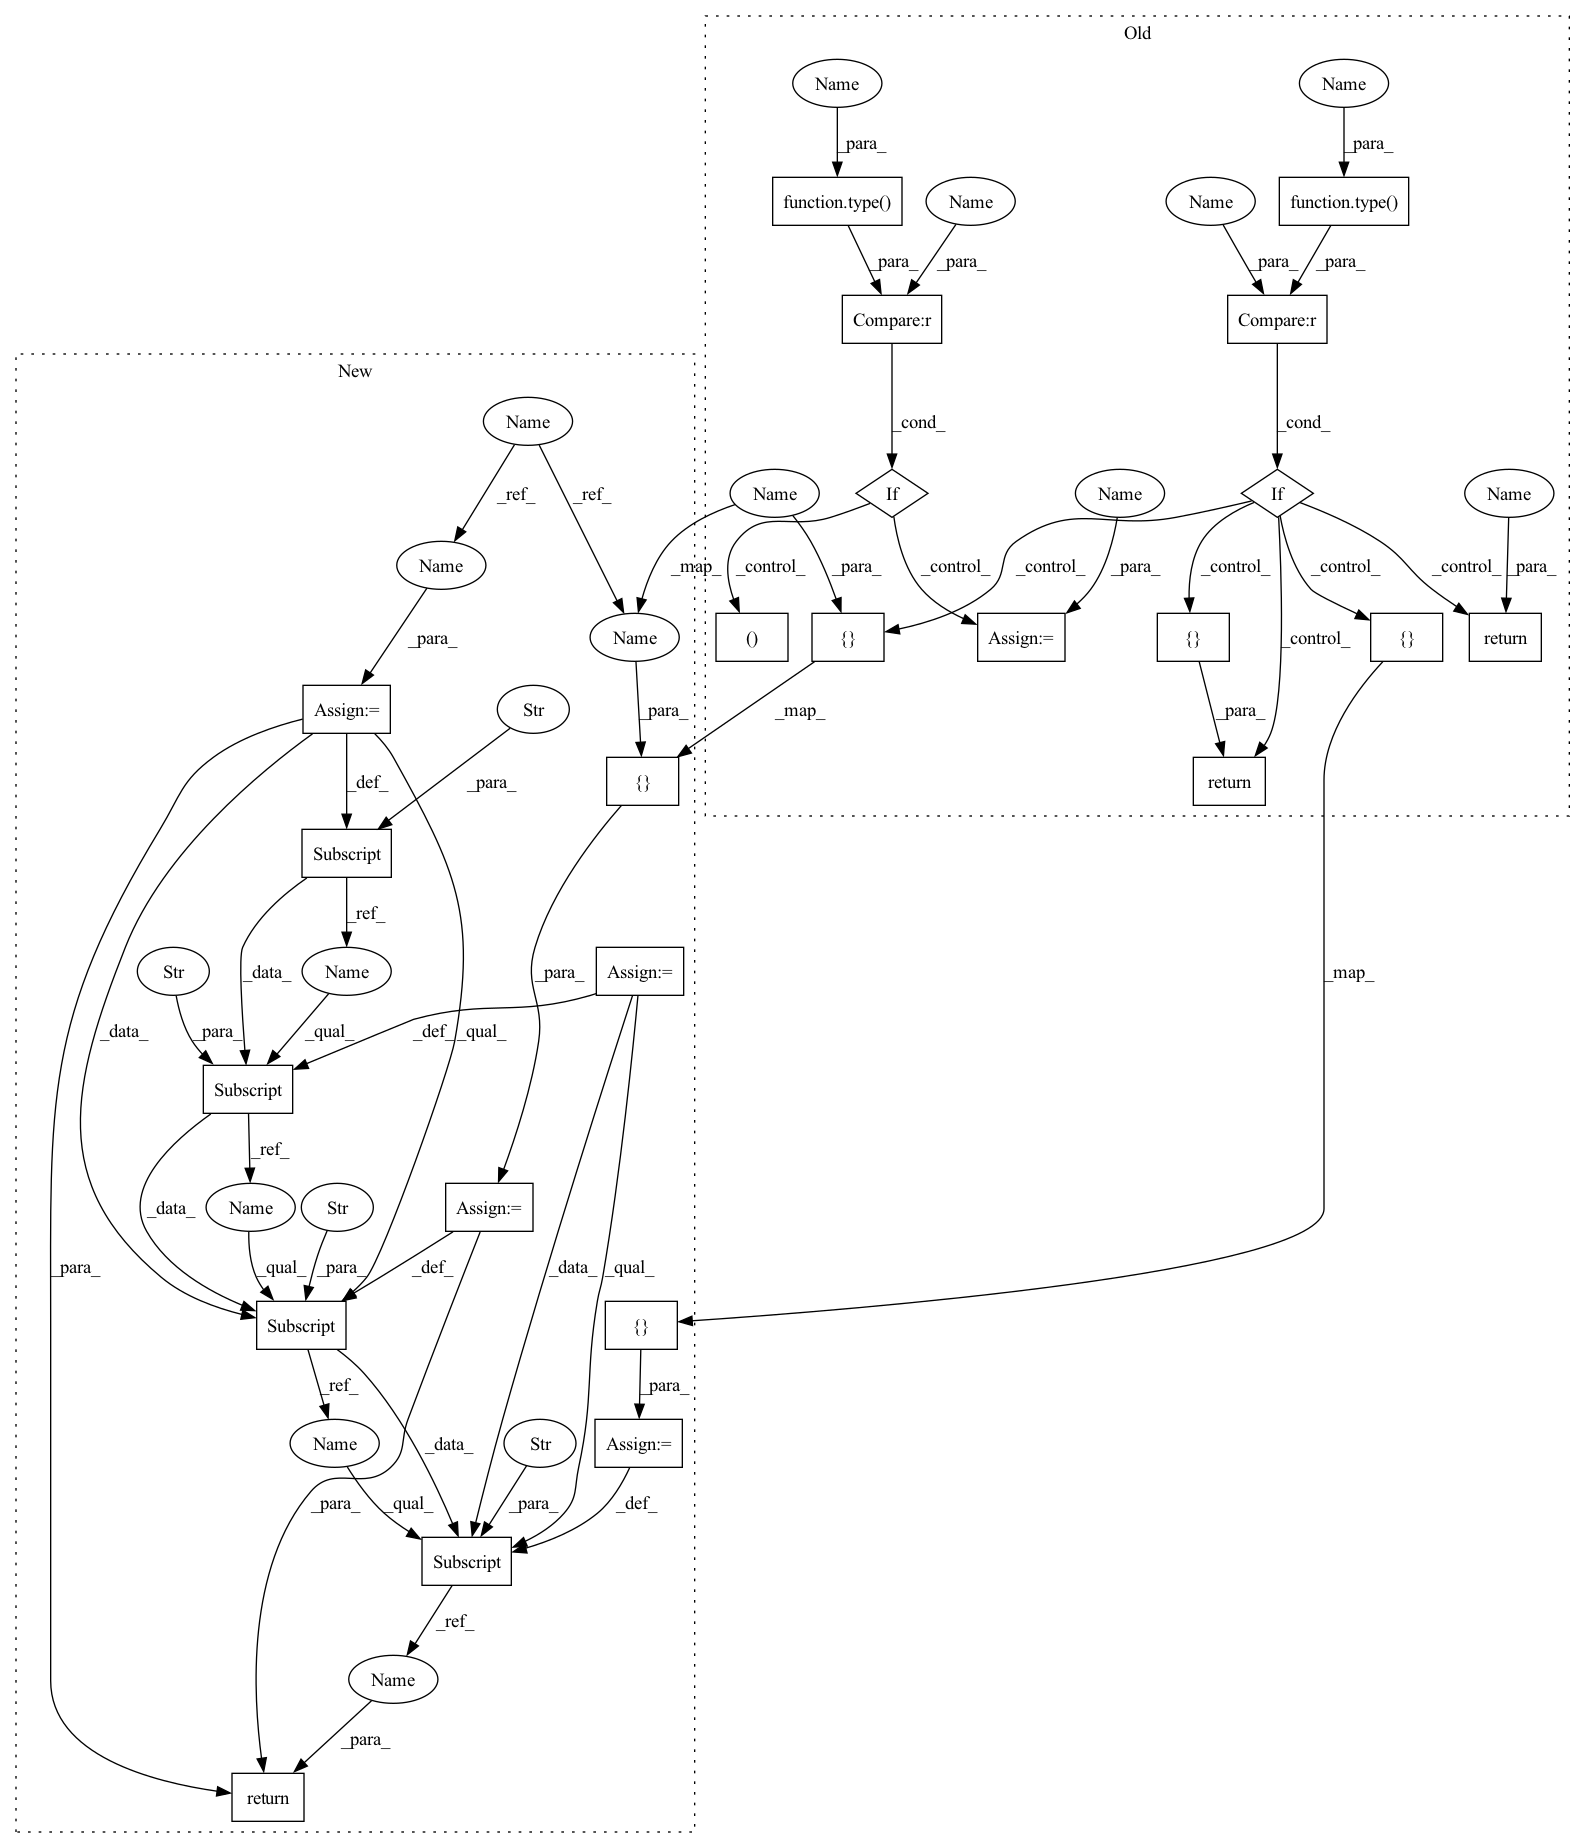 Old
Name
Name
_para_
_para_
function.type()
Name
Name
function.type()
_para_
_para_
_para_
_para_
Compare:r
Compare:r
New
Name
_cond_
_cond_
_ref_
_ref_
Name
If
Name
If
Name
Name
_map_
_control_
_para_
_control_
_control_
_para_
_control_
_control_
_control_
_para_
_para_
Name
()
{}
Assign:=
{}
_control_
{}
return
Assign:=
Str
_para_
_map_
_para_
_def_
_para_
{}
return
Subscript
_ref_
Str
_data_
Name
_para_
Assign:=
_map_
_data_
_para_
_qual_
_def_
_qual_
Subscript
_ref_
_data_
Name
Str
Assign:=
_para_
_qual_
_para_
_def_
_data_
_qual_
Subscript
{}
_ref_
_para_
Name
_data_
Str
Assign:=
_para_
_qual_
_para_
_def_
Subscript
_ref_
Name
_para_
return